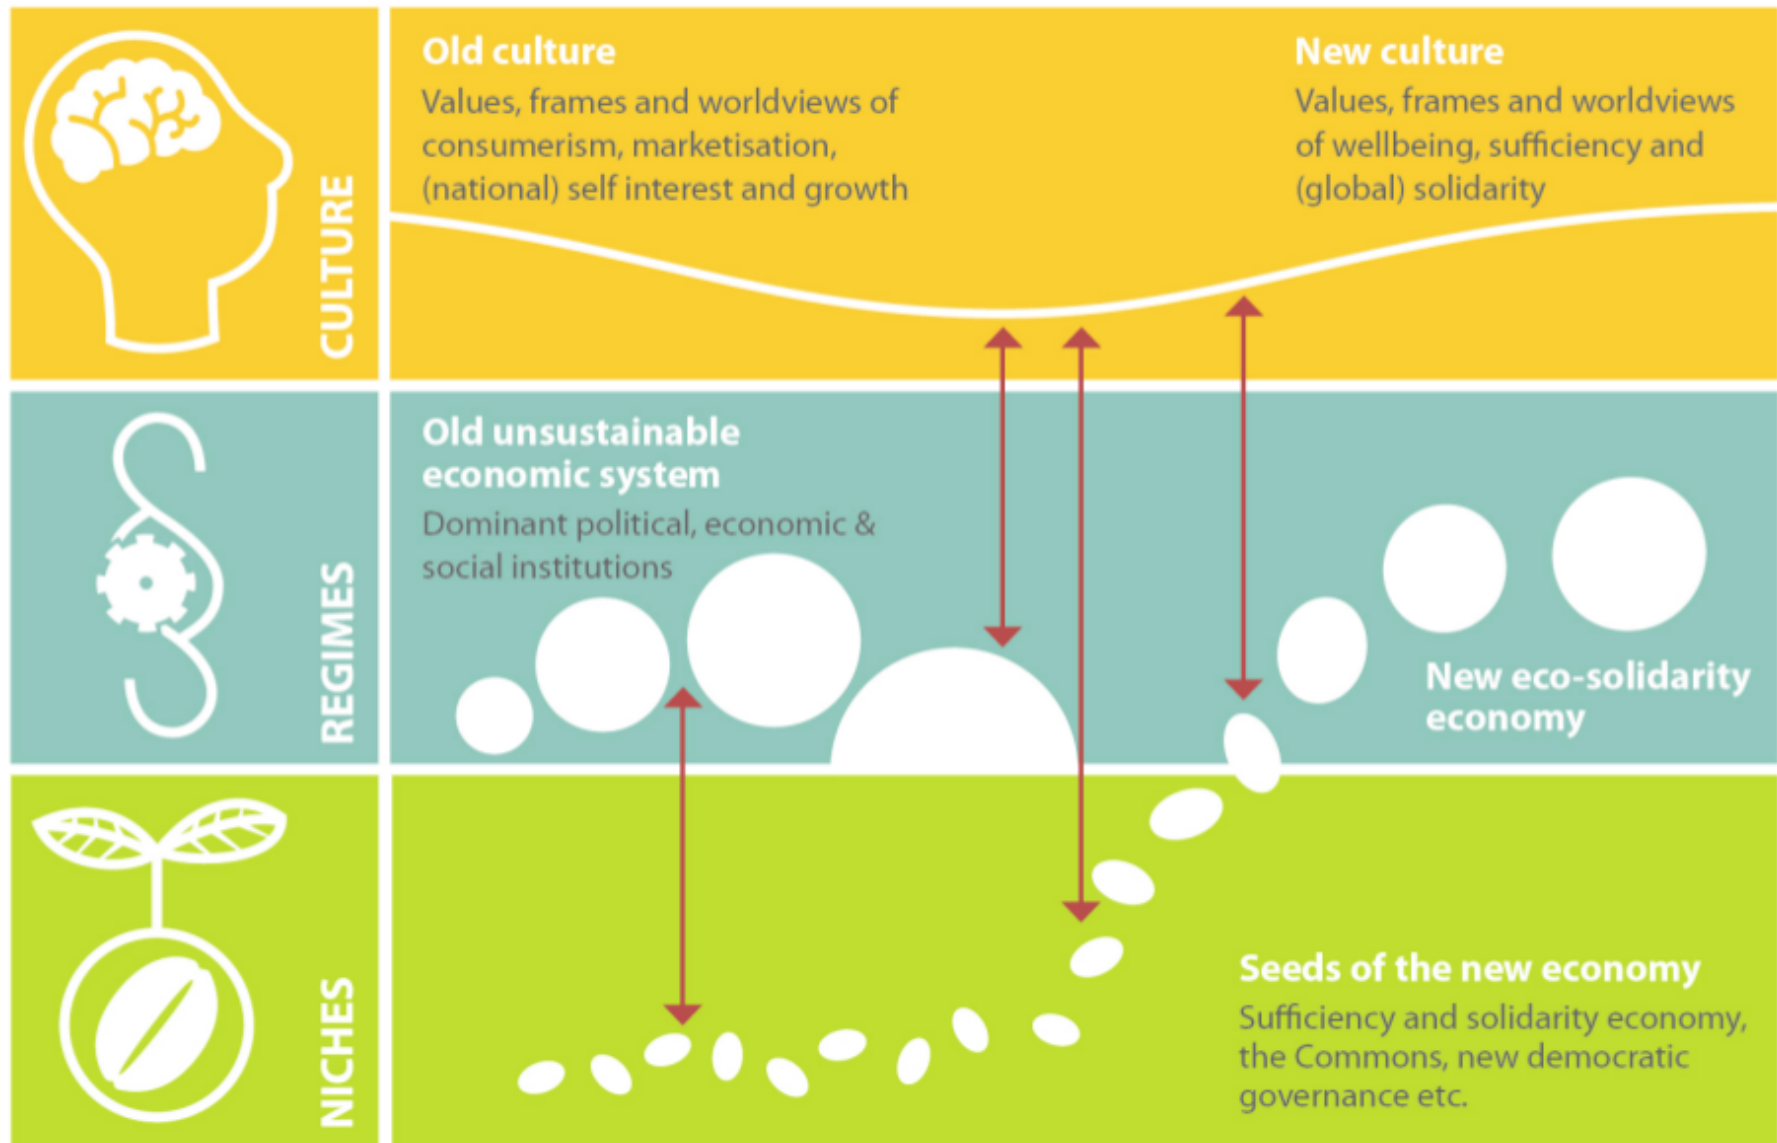 CULTURE
Old culture
Values, frames and worldviews of
consumerism, marketisation,
(national) self interest and growth
New culture
Values, frames and worldviews
of wellbeing, sufficiency and
(global) solidarity
REGIMES
Old unsustainable
economic system
Dominant political, economic &
social institutions
New eco-solidarity
economy
NICHES
Seeds of the new economy
Sufficiency and solidarity economy,
the Commons, new democratic
governance etc.